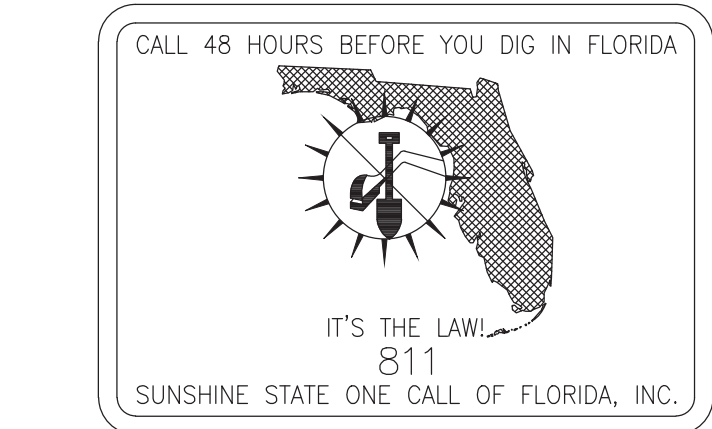 CALL 48 HOURS BEFORE YOU DIG IN FLORIDA
IT'S THE LAW!
811
SUNSHINE STATE ONE CALL OF FLORIDA, INC.